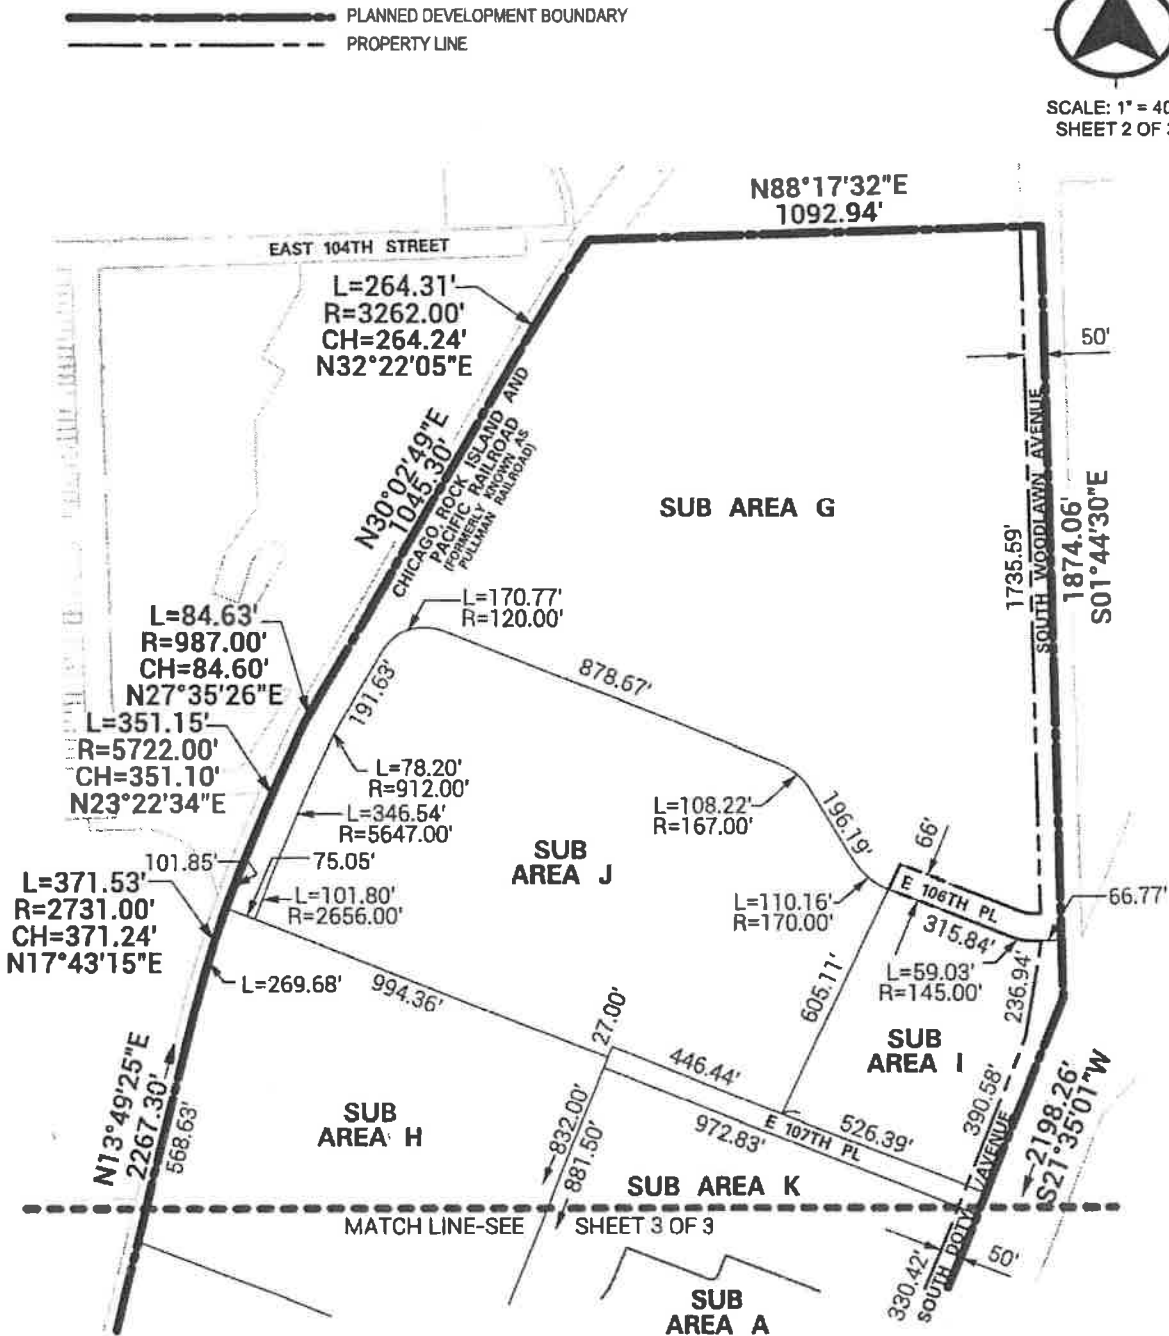 PLANNED DEVELOPMENT BOUNDARY
PROPERTY LINE
SCALE: 1" = 40
SHEET 2 OF
N88°17'32"E
1092.94'
EAST 104TH STREET
L=264.31'
R=3262.00'
CH=264.24'
N32°22'05"E
50'
N30°02'49"E
1045.30'
CHICAGO, ROCK ISLAND AND
PACIFIC RAILROAD
(FORMERLY KNOWN AS
PULLMAN RAILROAD)
SUB AREA G
1735.59'
SOUTH WOODLAWN AVENUE
1874.06'
S01°44'30"E
L=170.77'
R=120.00'
L=84.63'
R=987.00'
CH=84.60'
N27°35'26"E
191.63'
878.67'
L=351.15'
R=5722.00'
CH=351.10'
N23°22'34"E
L=78.20'
R=912.00'
L=346.54'
R=5647.00'
L=108.22'
R=167.00'
196.19'
66'
SUB
AREA J
101.85'
75.05'
L=371.53'
R=2731.00'
CH=371.24'
N17°43'15"E
L=101.80'
R=2656.00'
L=110.16'
R=170.00'
E 106TH PL
66.77'
315.84'
L=59.03'
R=145.00'
236.94'
L=269.68'
994.36'
605.11'
27.00'
SUB
AREA I
446.44'
N13°49'25"E
2267.30'
568.63'
SUB
AREA H
832.00'
881.50'
972.83'
E 107TH PL
526.39'
390.58'
2198.26'
S21°35'01"W
SUB AREA K
MATCH LINE-SEE SHEET 3 OF 3
330.42'
SOUTH DOTY AVENUE
50'
SUB
AREA A